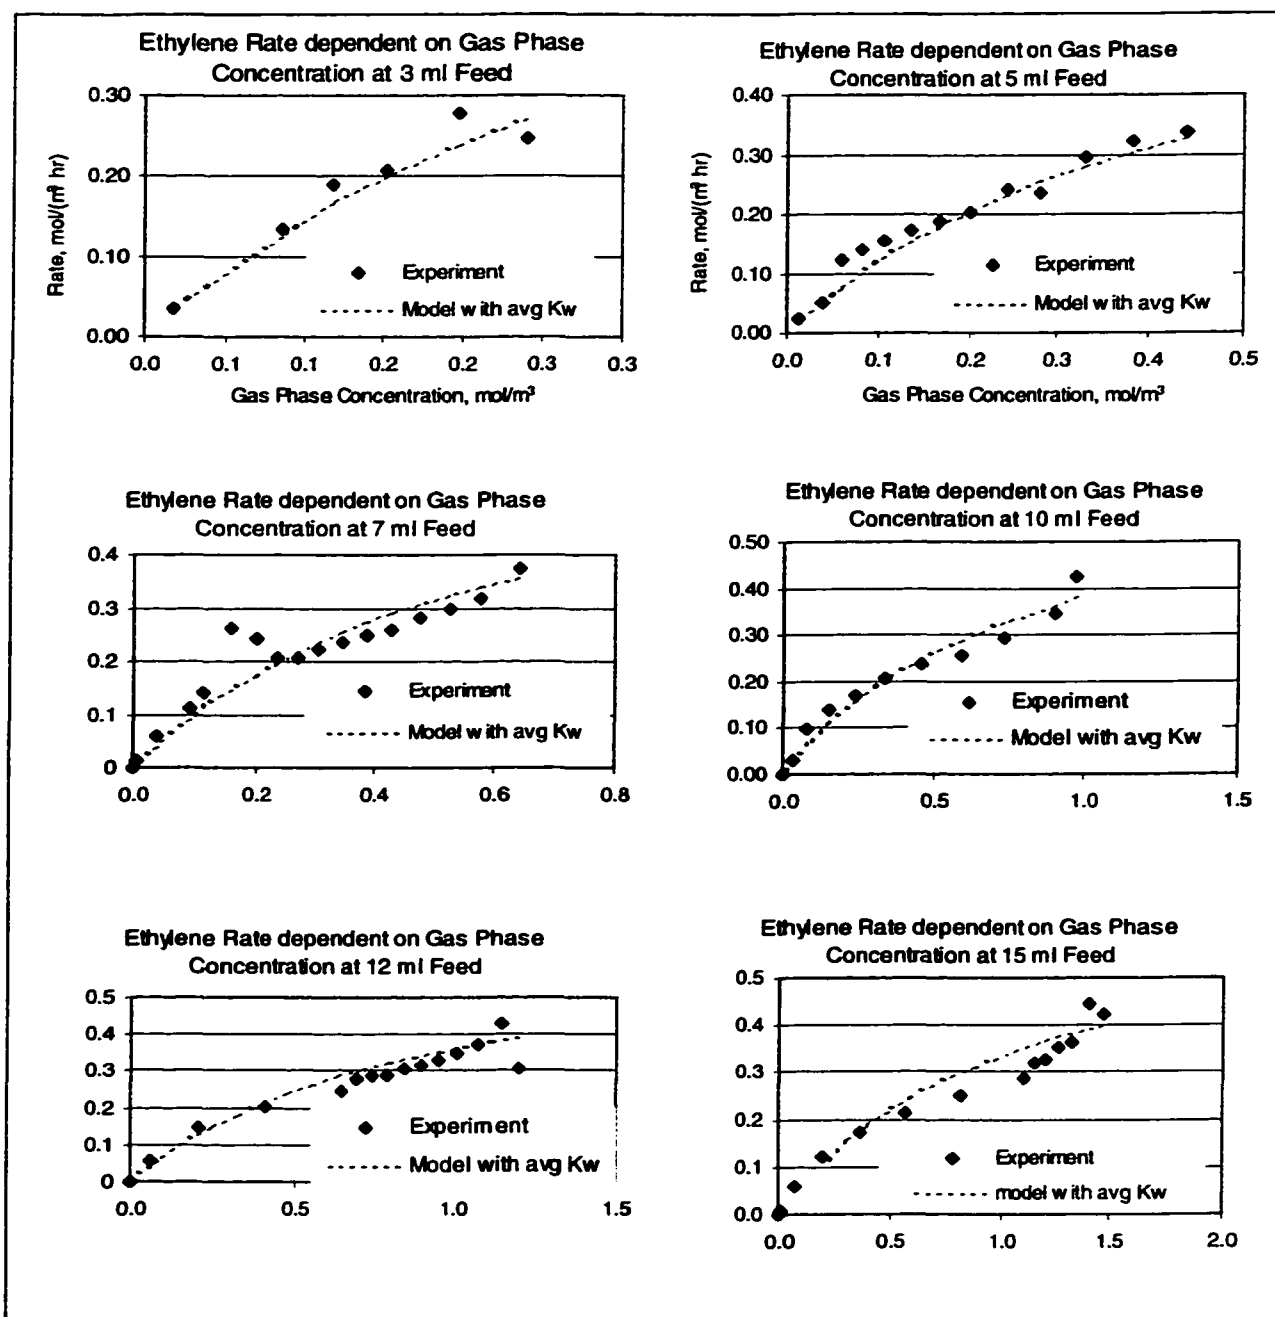 Ethylene Rate dependent on Gas Phase
Concentration at 3 ml Feed
0.30
0.20
0.10
0.00
Rate, mol/(m³ hr)
Experiment
Model with avg Kw
0.0 0.1 0.1 0.2 0.2 0.3 0.3
Gas Phase Concentration, mol/m³
Ethylene Rate dependent on Gas Phase
Concentration at 5 ml Feed
0.40
0.30
0.20
0.10
0.00
Rate, mol/(m³ hr)
Experiment
Model with avg Kw
0.0 0.1 0.2 0.3 0.4 0.5
Gas Phase Concentration, mol/m³
Ethylene Rate dependent on Gas Phase
Concentration at 7 ml Feed
0.4
0.3
0.2
0.1
0
Experiment
Model with avg Kw
0.0 0.2 0.4 0.6 0.8
Ethylene Rate dependent on Gas Phase
Concentration at 10 ml Feed
0.50
0.40
0.30
0.20
0.10
0.00
Experiment
Model with avg Kw
0.0 0.5 1.0 1.5
Ethylene Rate dependent on Gas Phase
Concentration at 12 ml Feed
0.5
0.4
0.3
0.2
0.1
0
Experiment
Model with avg Kw
0.0 0.5 1.0 1.5
Ethylene Rate dependent on Gas Phase
Concentration at 15 ml Feed
0.5
0.4
0.3
0.2
0.1
0.0
Experiment
model with avg Kw
0.0 0.5 1.0 1.5 2.0